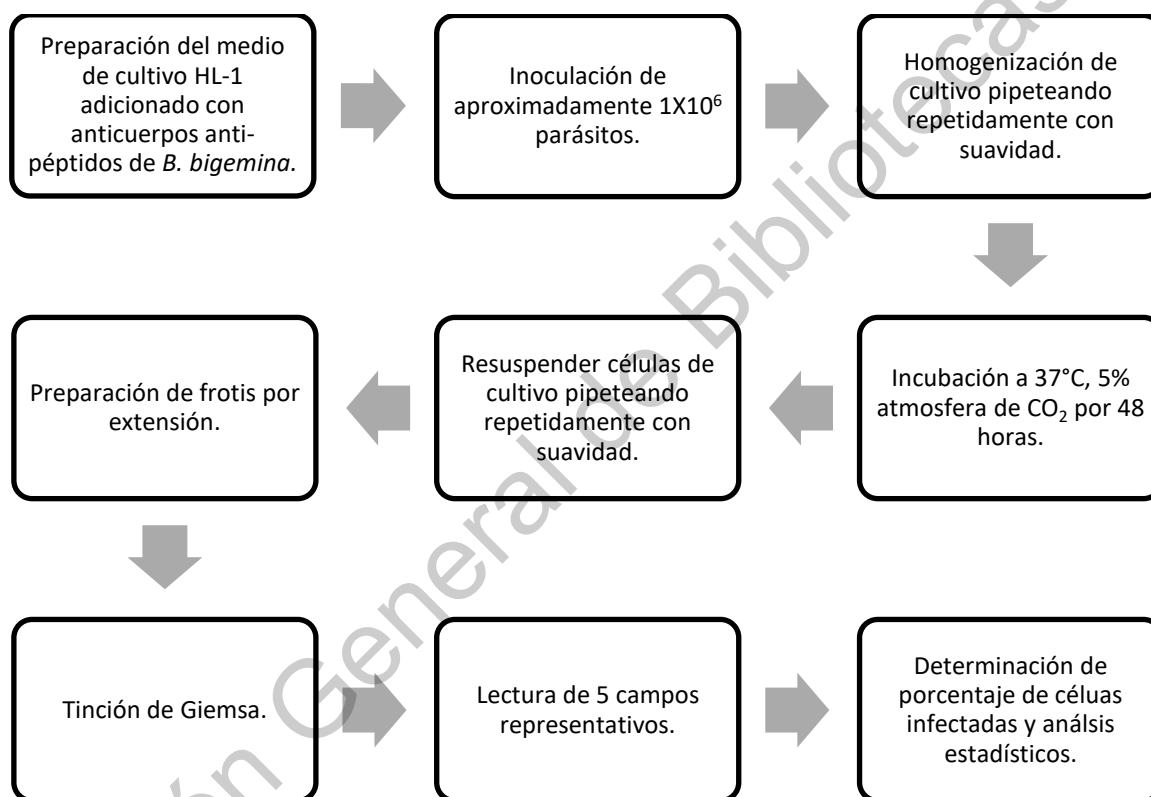 Preparación del medio
de cultivo HL-1
adicionado con
anticuerpos anti-
péptidos de B. bigemina.
Inoculación de
aproximadamente 1X10⁶
parásitos.
Homogenización de
cultivo pipeteando
repetidamente con
suavidad.
Incubación a 37°C, 5%
atmosfera de CO₂ por 48
horas.
Resuspender células de
cultivo pipeteando
repetidamente con
suavidad.
Preparación de frotis por
extensión.
Tinción de Giemsa.
Lectura de 5 campos
representativos.
Determinación de
porcentaje de céluas
infectadas y análsis
estadísticos.
General de Bibliotecas